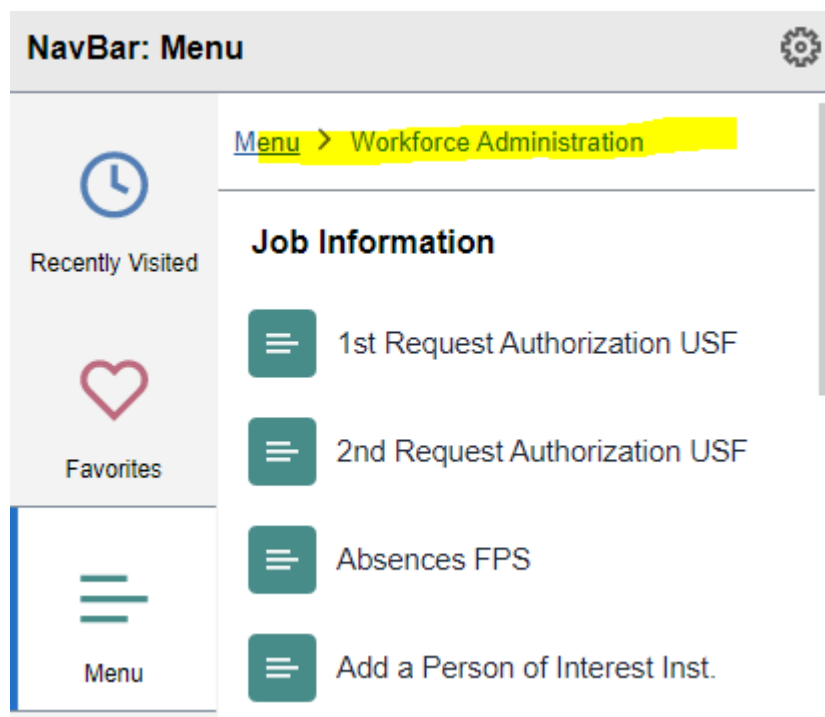 NavBar: Menu
Menu > Workforce Administration
Recently Visited
Job Information
1st Request Authorization USF
Favorites
2nd Request Authorization USF
Absences FPS
Menu
Add a Person of Interest Inst.